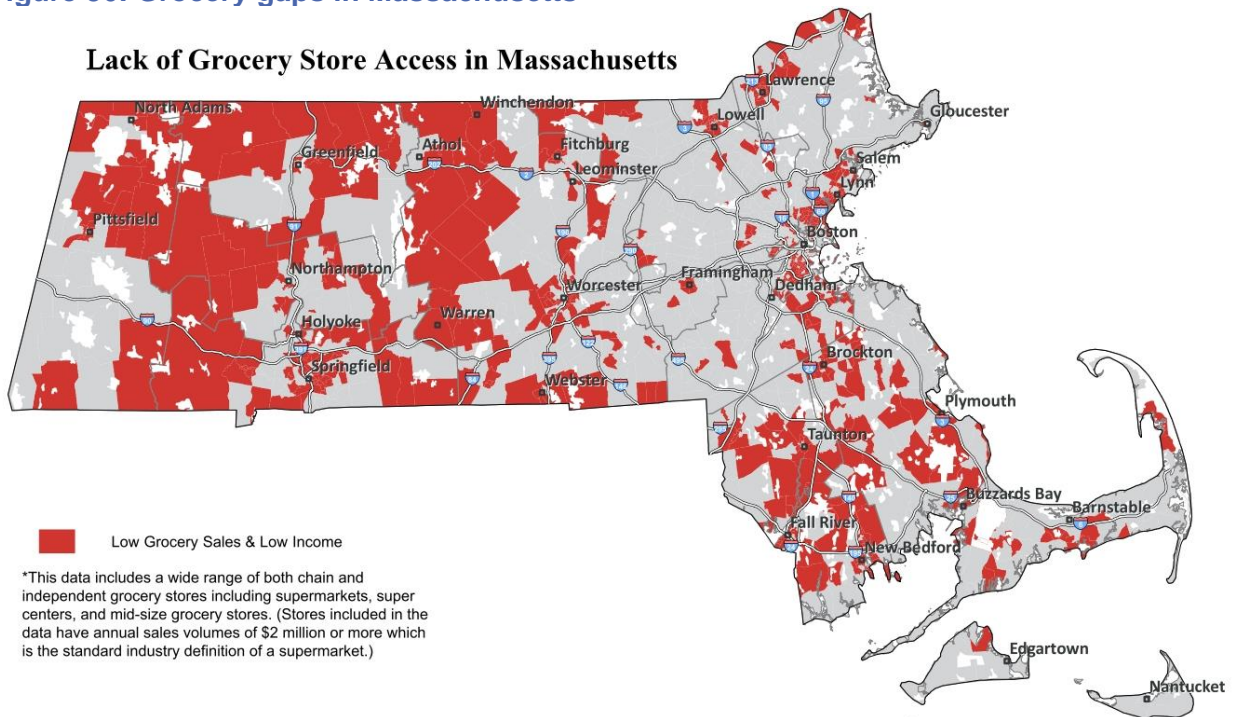 Lack of Grocery Store Access in Massachusetts
North Adams
Winchendon
Lawrence
Lowell
Gloucester
Greenfield
Athol
Fitchburg
Leominster
Salem
Lynn
Pittsfield
Boston
Northampton
Worcester
Framingham
Dedham
Holyoke
Warren
Springfield
Webster
Brockton
Plymouth
Taunton
Buzzards Bay
Barnstable
Fall River
New Bedford
Edgartown
Nantucket
Low Grocery Sales & Low Income
*This data includes a wide range of both chain and
independent grocery stores including supermarkets, super
centers, and mid-size grocery stores. (Stores included in the
data have annual sales volumes of $2 million or more which
is the standard industry definition of a supermarket.)